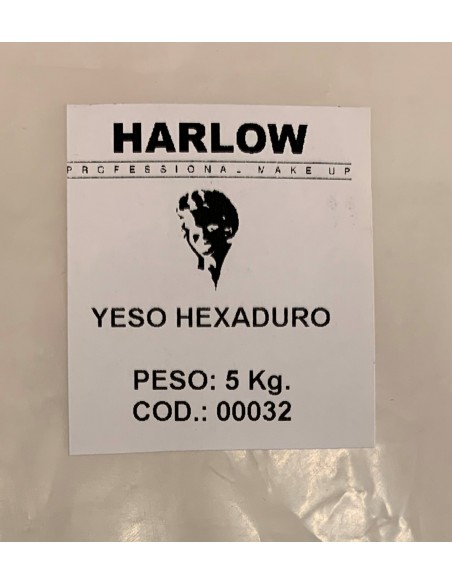 HARLOW
PROFESSIONAL MAKE UP
YESO HEXADURO
PESO: 5 Kg.
COD.: 00032